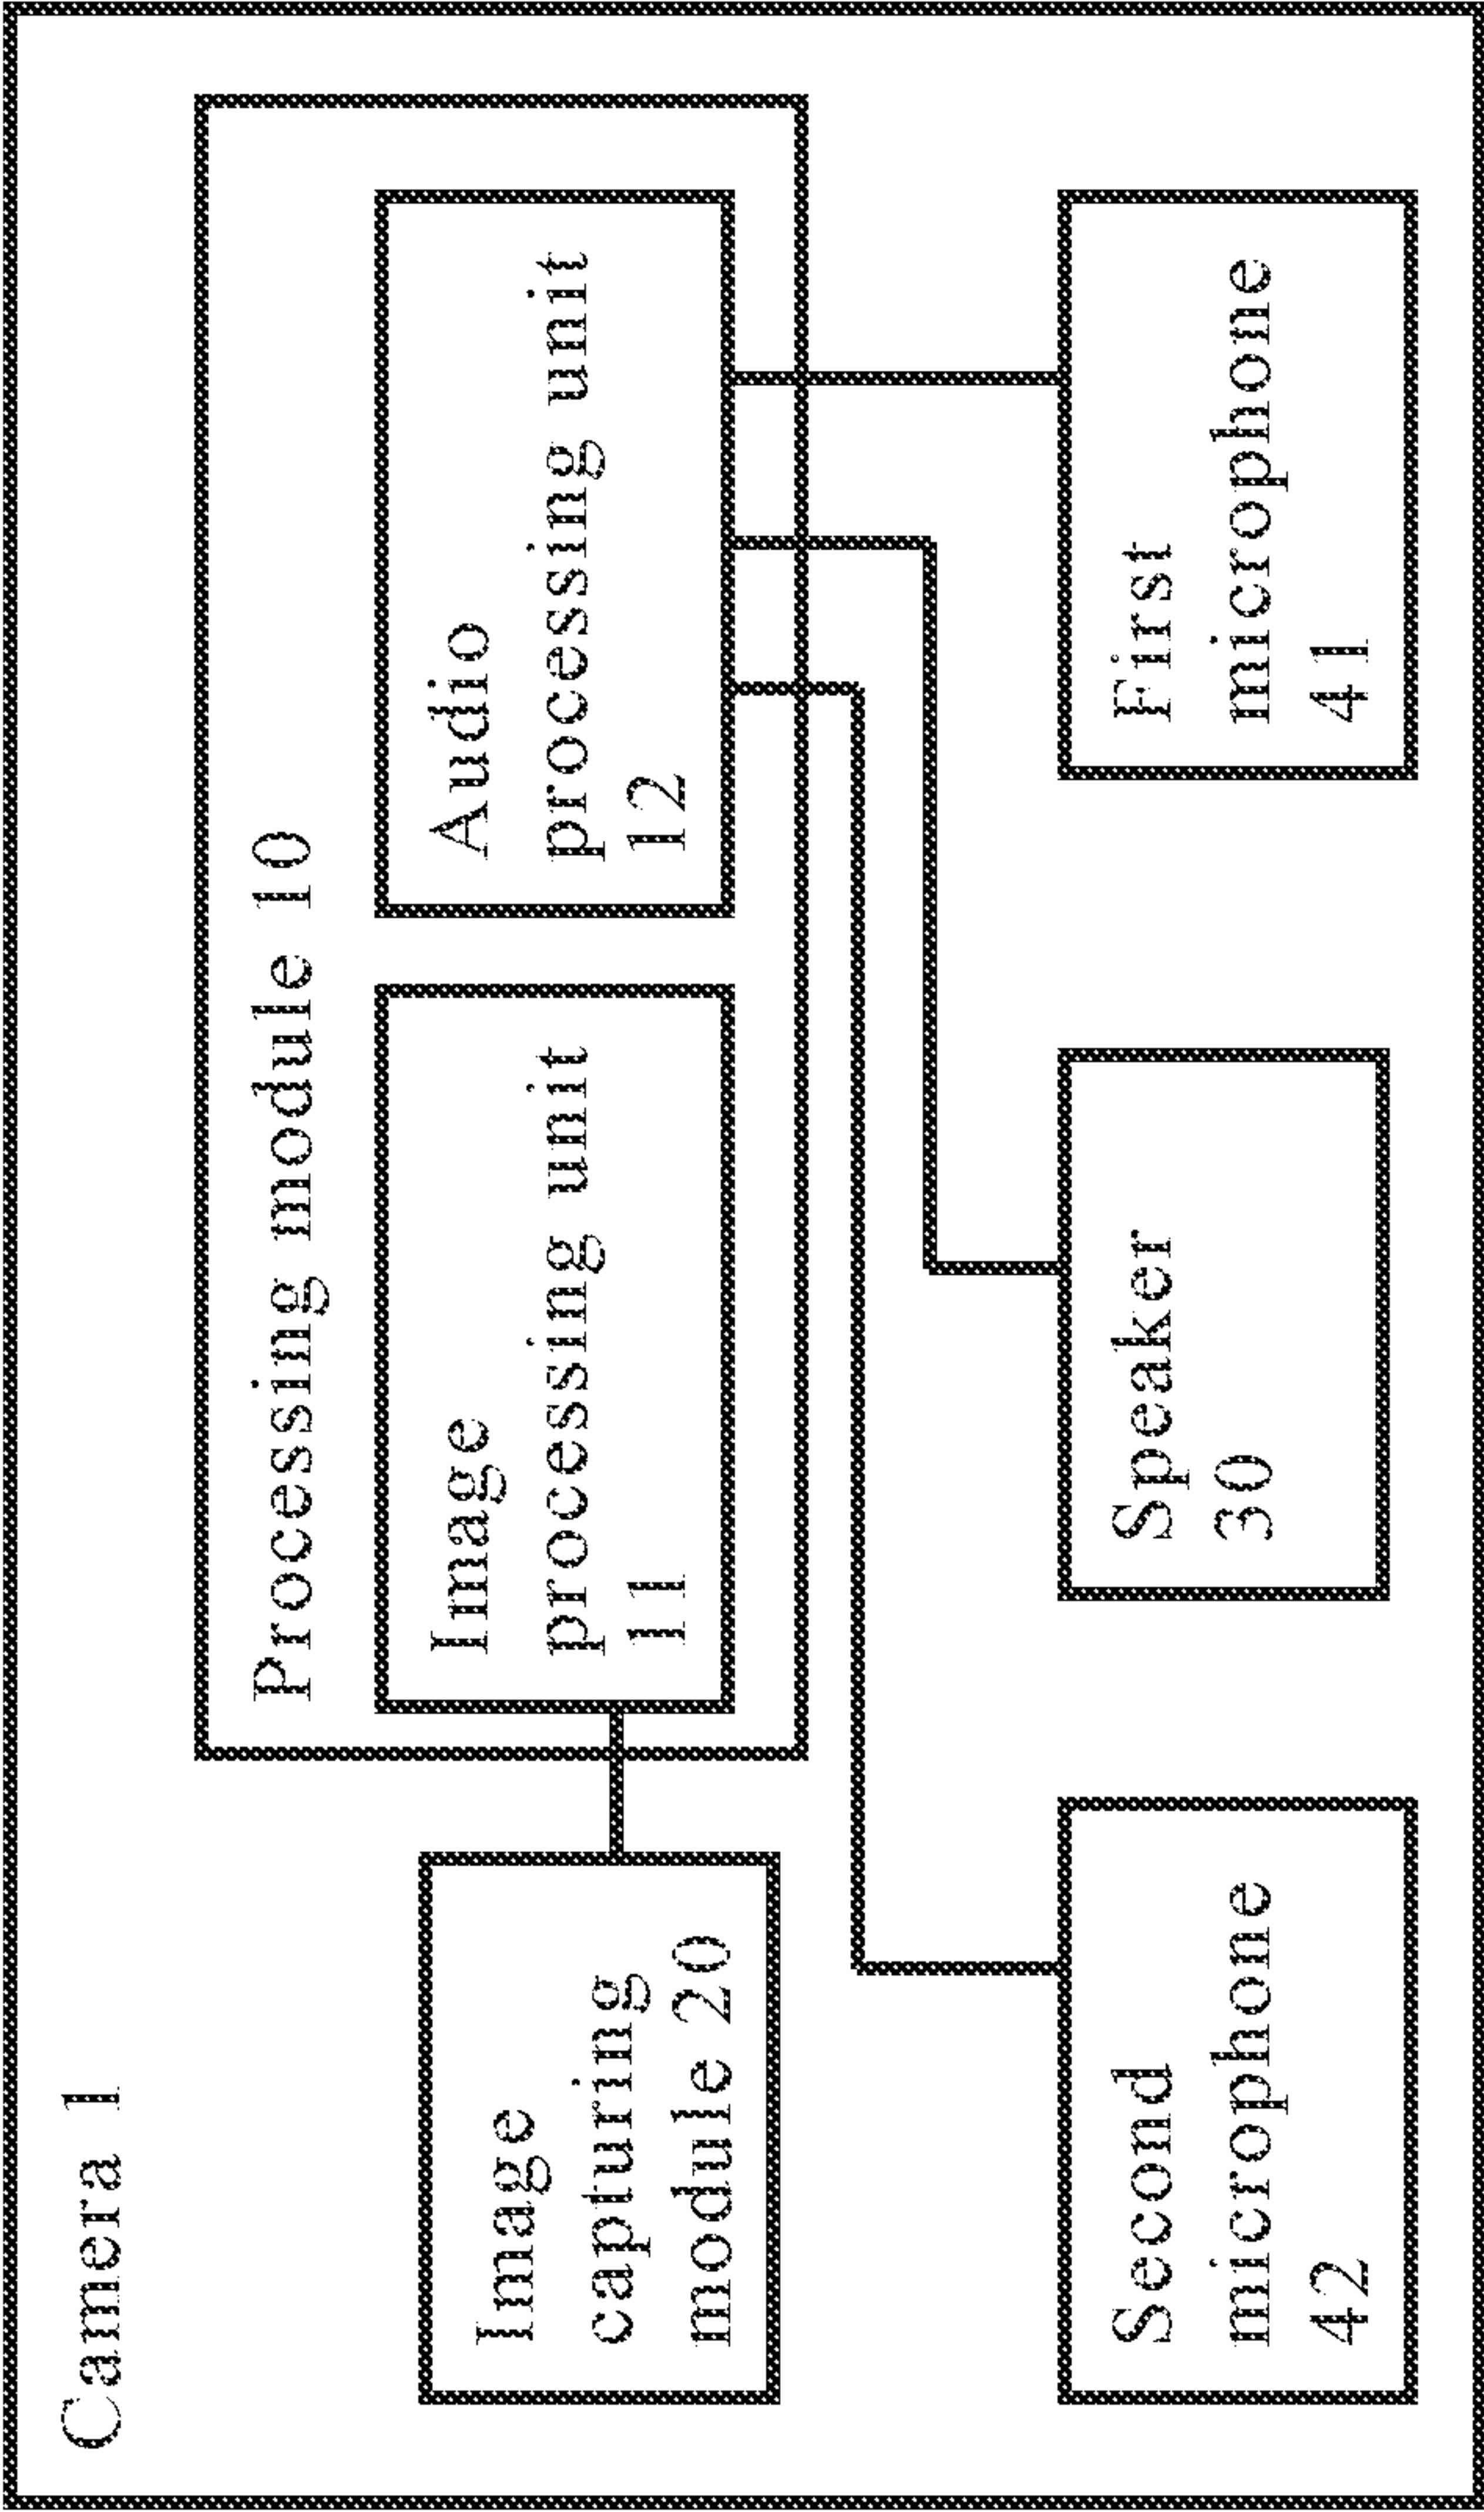 Camera 1
Processing module 10
Image
capturing
module 20
Image
processing unit
11
Audio
processing unit
12
Second
microphone
42
Speaker
30
First
microphone
41